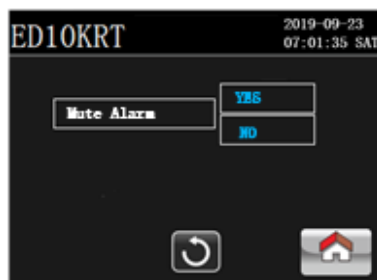 ED10KRT
2019-09-23
07:01:35 SAT
Mute Alarm
YES
NO